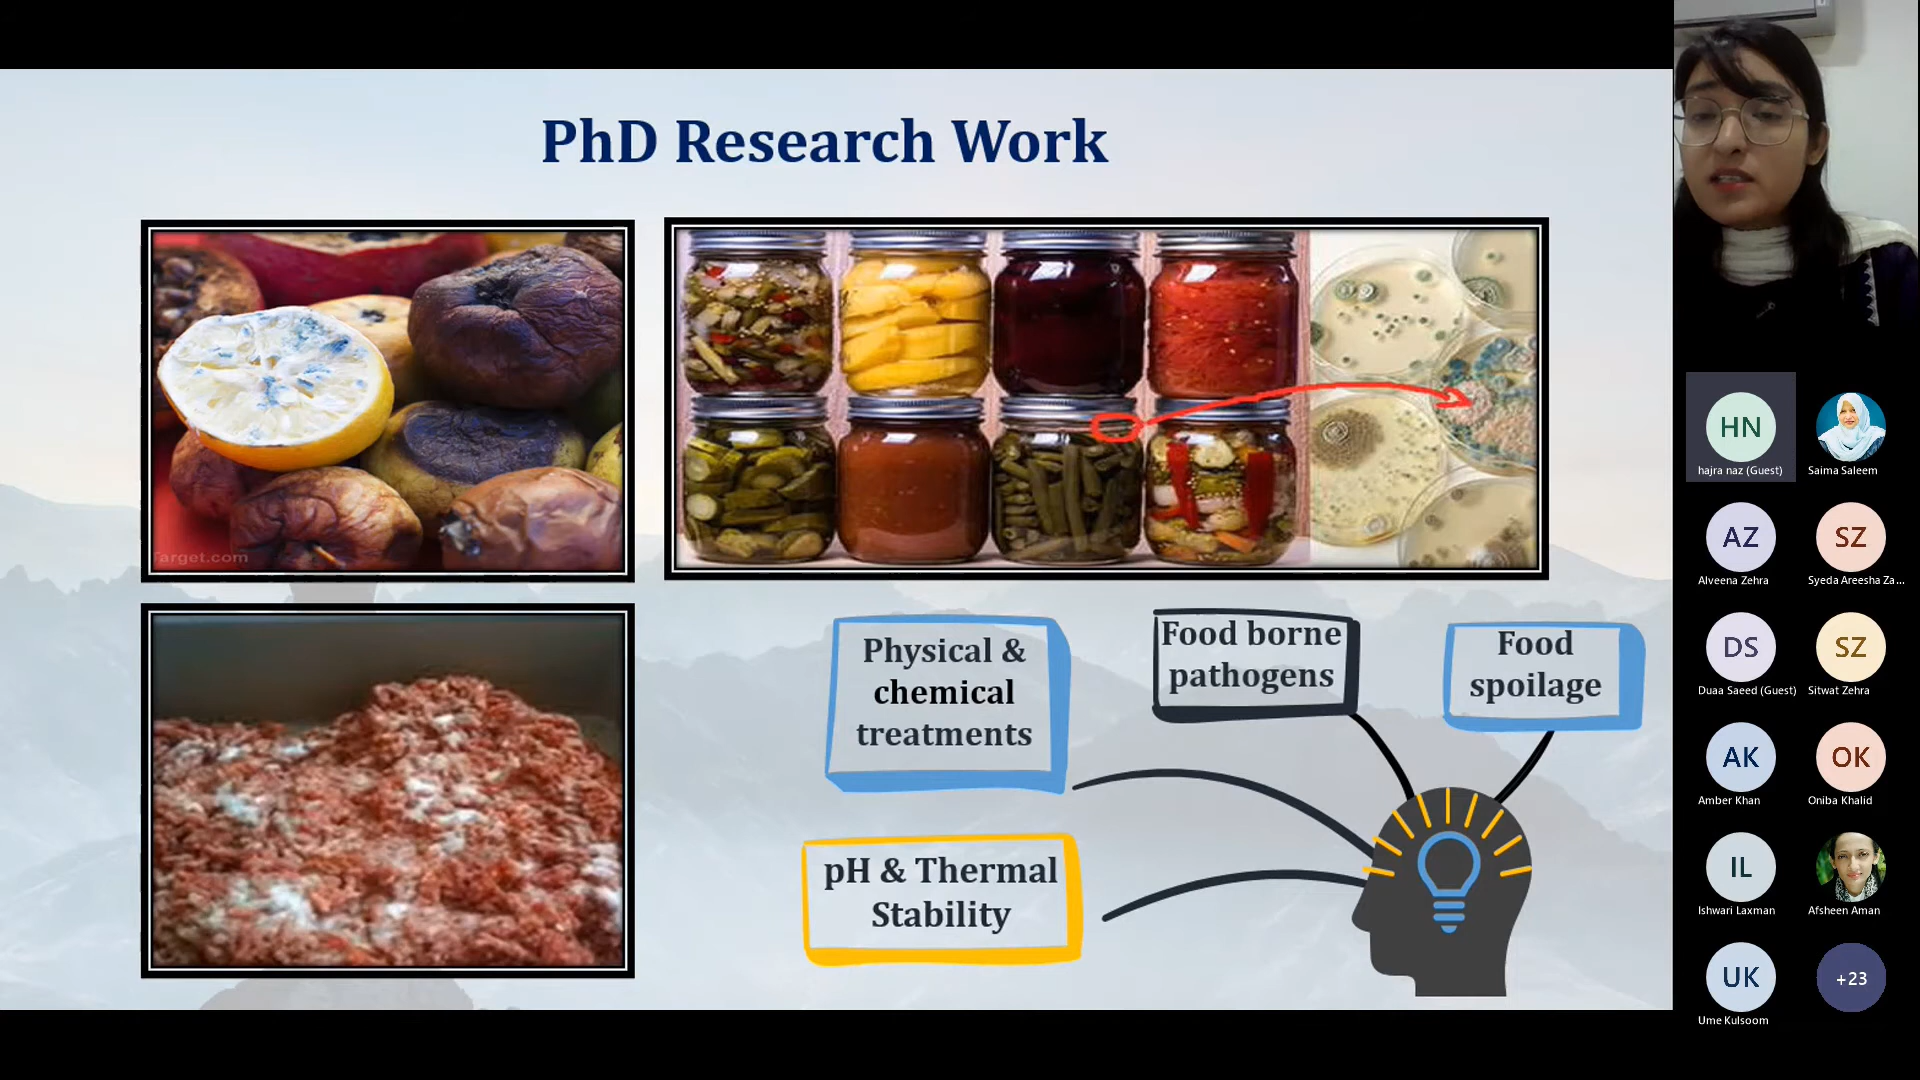 PhD Research Work
Target.com
Physical &
chemical
treatments
Food borne
pathogens
Food
spoilage
pH & Thermal
Stability
HN
hajra naz (Guest)
Saima Saleem
AZ
Alveena Zehra
SZ
Syeda Areesha Za...
DS
Duaa Saeed (Guest)
SZ
Sitwat Zehra
AK
Amber Khan
OK
Oniba Khalid
IL
Ishwari Laxman
Afsheen Aman
UK
Ume Kulsoom
+23